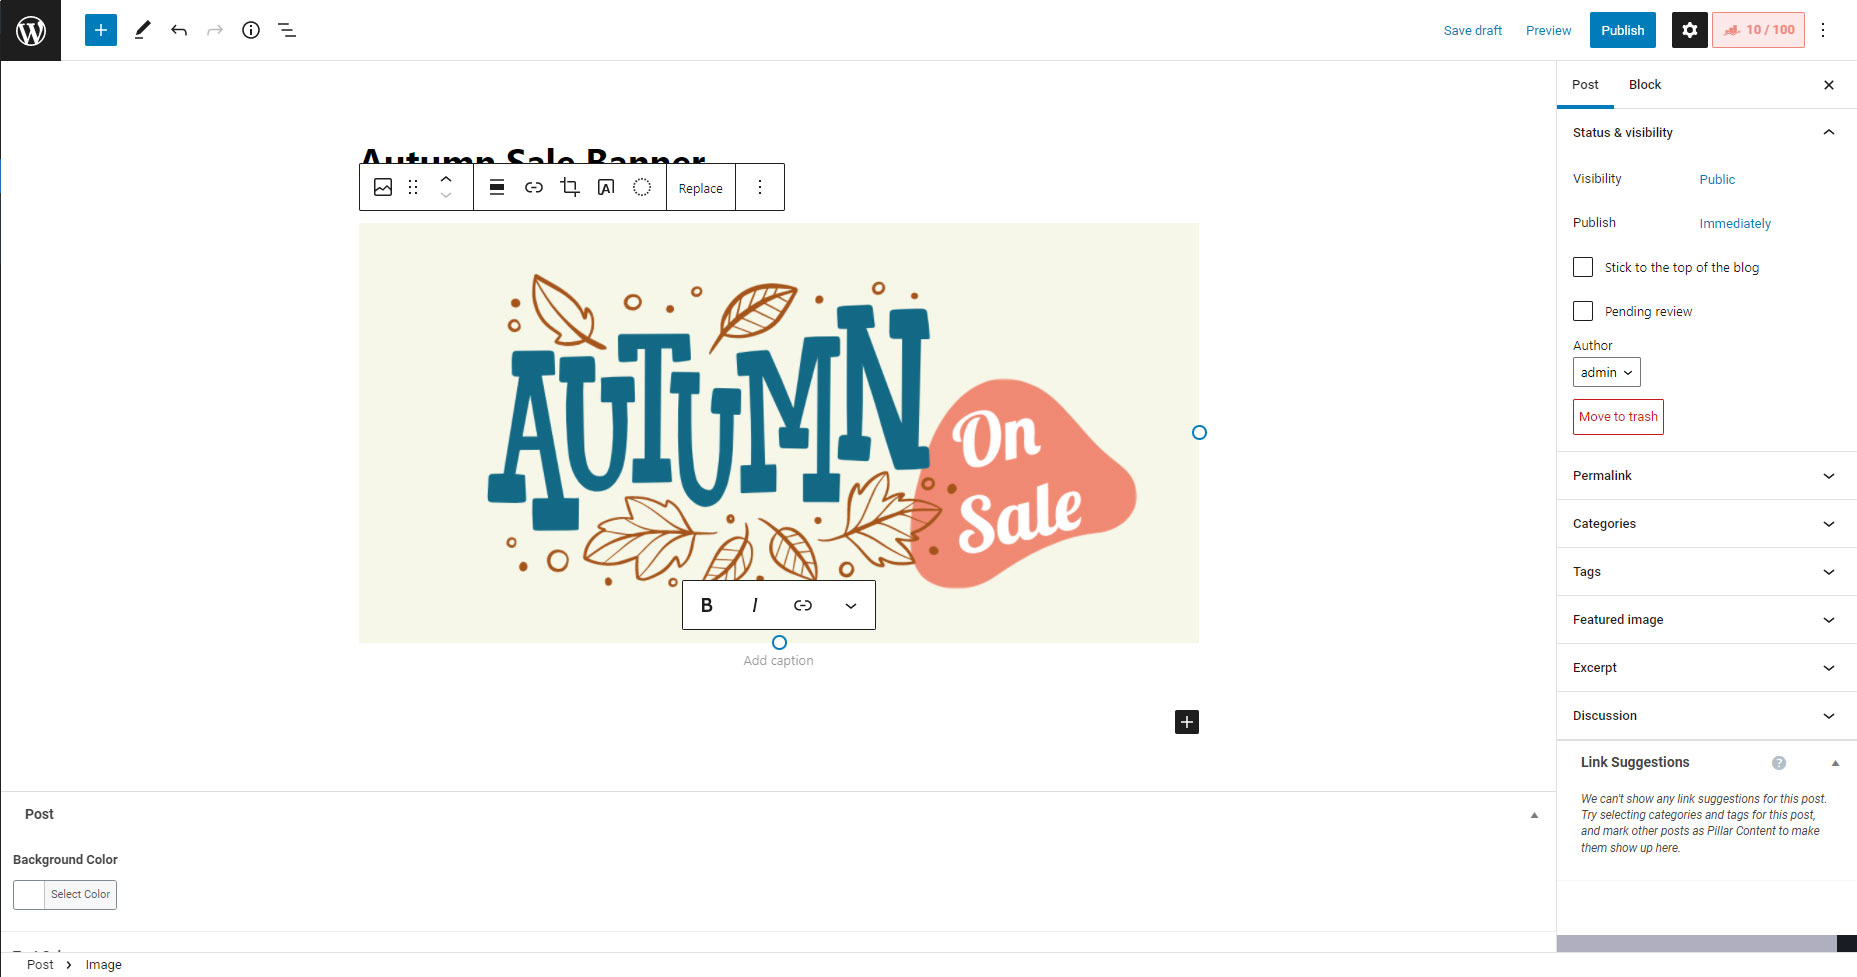 Save draft
Preview
Publish
10 / 100
Post
Block
Autumn Sale Banner
Replace
AUTUMN
On
Sale
B I
Add caption
Status & visibility
Visibility
Public
Publish
Immediately
Stick to the top of the blog
Pending review
Author
admin
Move to trash
Permalink
Categories
Tags
Featured image
Excerpt
Discussion
Link Suggestions
?
We can't show any link suggestions for this post.
Try selecting categories and tags for this post,
and mark other posts as Pillar Content to make
them show up here.
Post
Background Color
Select Color
Post > Image